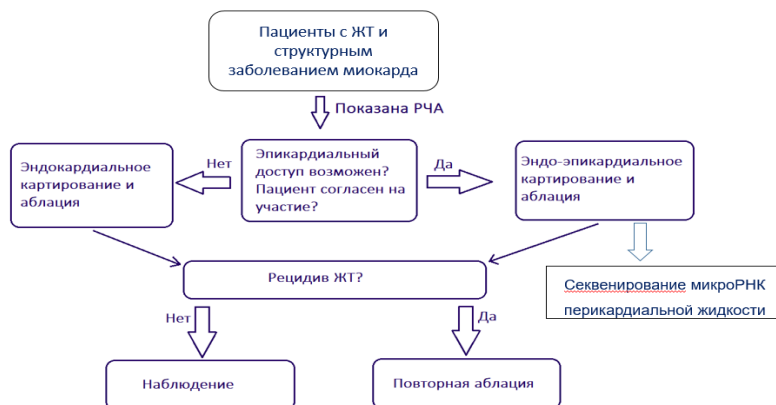 Пациенты с ЖТ и
структурным
заболеванием миокарда
Показана РЧА
Эндокардиальное
картирование и
аблация
Нет
Эпикардиальный
доступ возможен?
Пациент согласен на
участие?
Да
Эндо-эпикардиальное
картирование и
аблация
Рецидив ЖТ?
Секвенирование микроРНК
перикардиальной жидкости
Нет
Да
Наблюдение
Повторная аблация